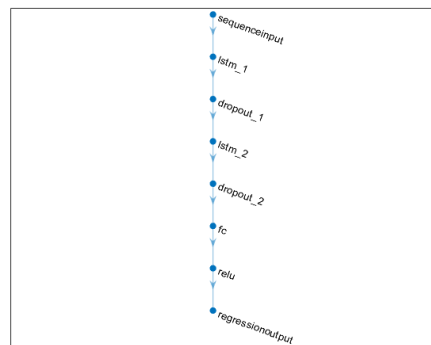 sequenceinput
lstm_1
dropout_1
lstm_2
dropout_2
fc
relu
regressionoutput